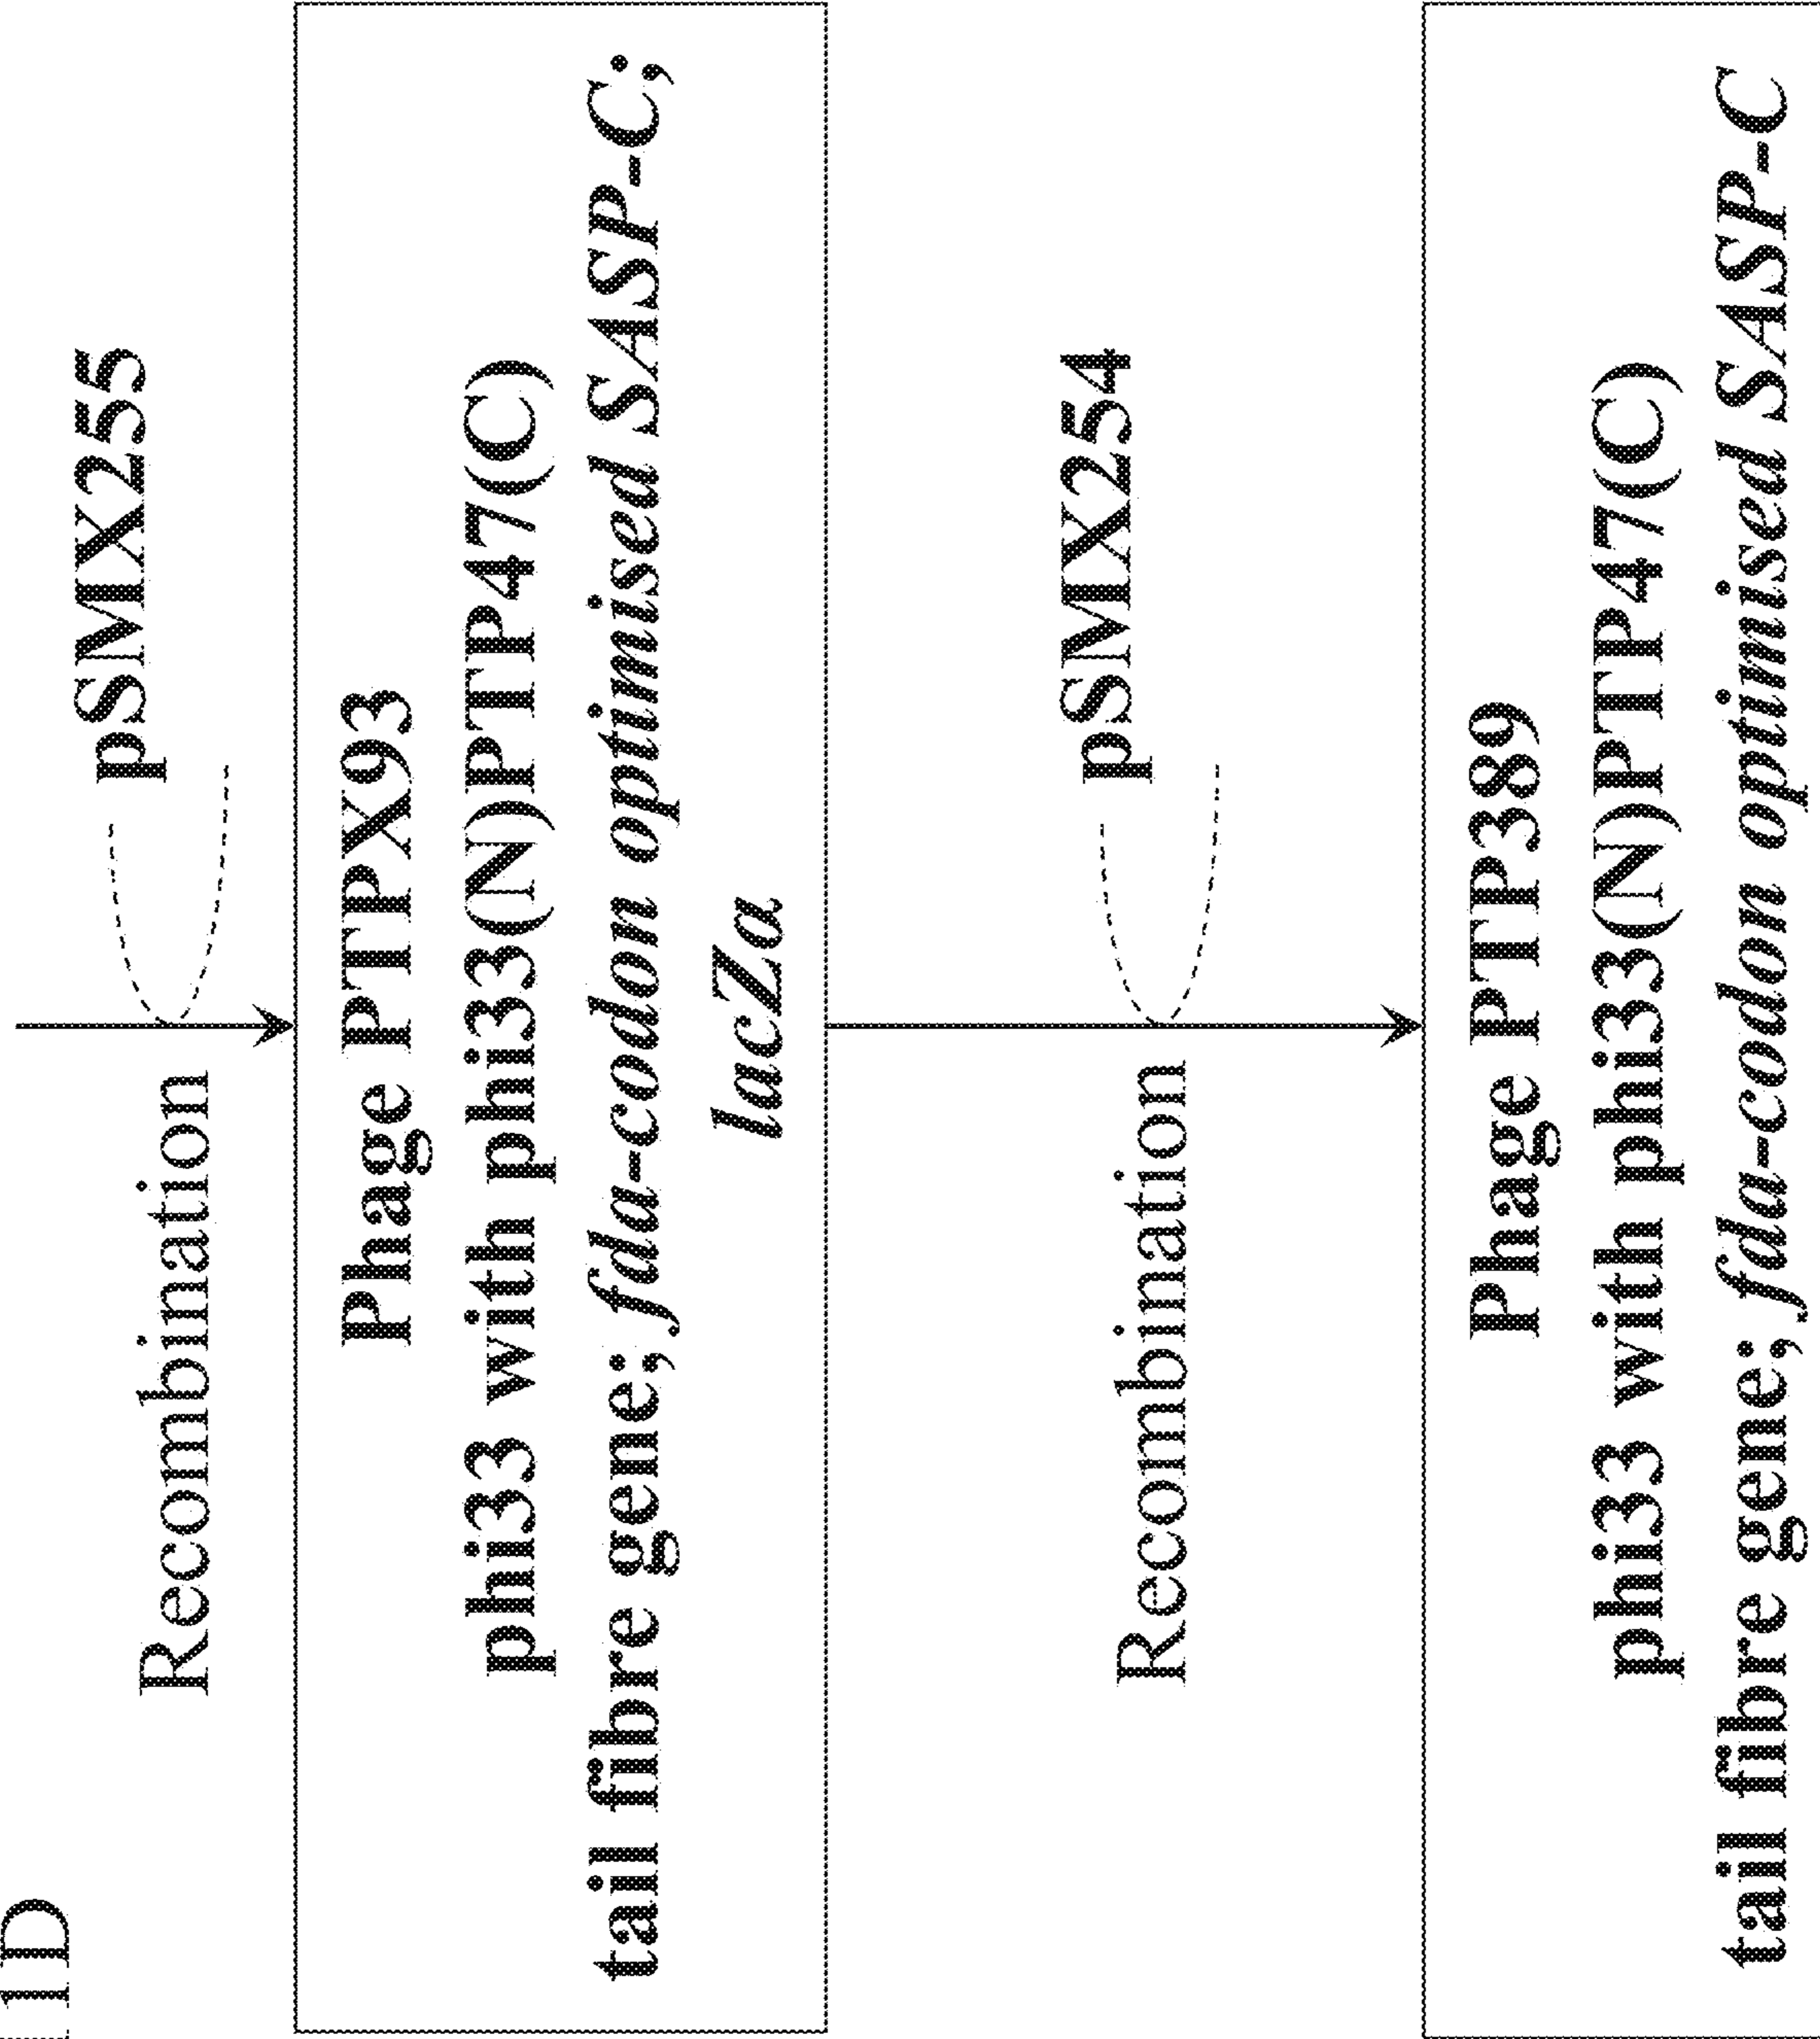 1D
Recombination
pSMX255
Phage PTPX93
phi33 with phi33(N)PTP47(C)
tail fibre gene; fda-codon optimised SASP-C;
lacZa
Recombination
pSMX254
Phage PTP389
phi33 with phi33(N)PTP47(C)
tail fibre gene; fda-codon optimised SASP-C